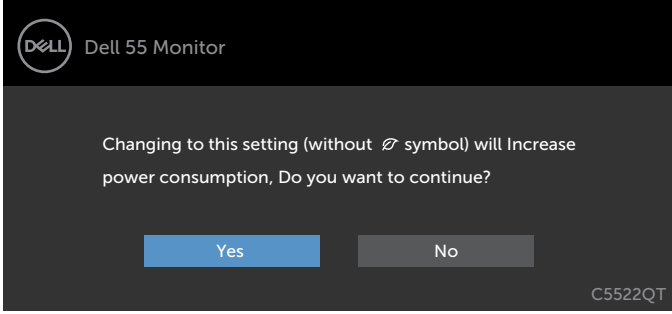 DELL
Dell 55 Monitor
Changing to this setting (without symbol) will Increase
power consumption, Do you want to continue?
Yes
No
C5522QT